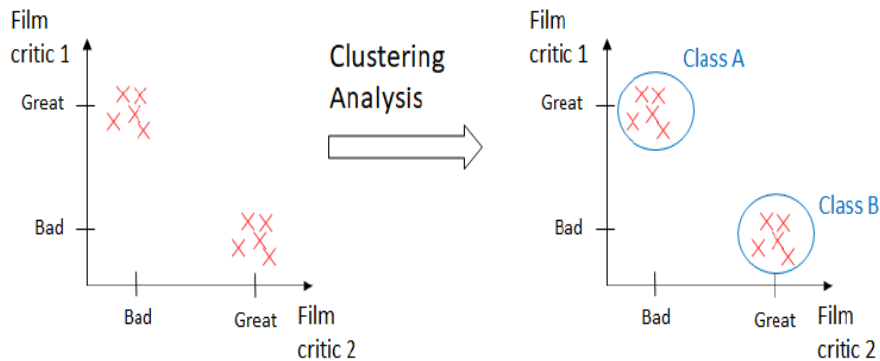 Film
critic 1
Great
Bad
Bad
Great
Film
critic 2
Clustering
Analysis
Film
critic 1
Class A
Great
Class B
Bad
Bad
Great
Film
critic 2